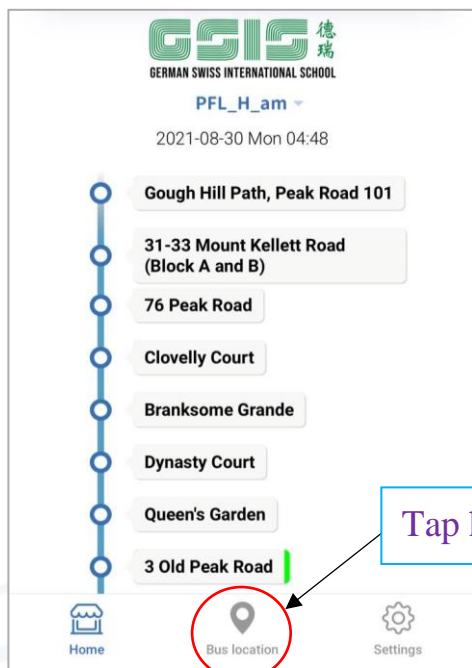 GSIS 德瑞
GERMAN SWISS INTERNATIONAL SCHOOL
PFL_H_am
2021-08-30 Mon 04:48
Gough Hill Path, Peak Road 101
31-33 Mount Kellett Road
(Block A and B)
76 Peak Road
Clovelly Court
Branksome Grande
Dynasty Court
Queen's Garden
3 Old Peak Road
Tap
Home
Bus location
Settings